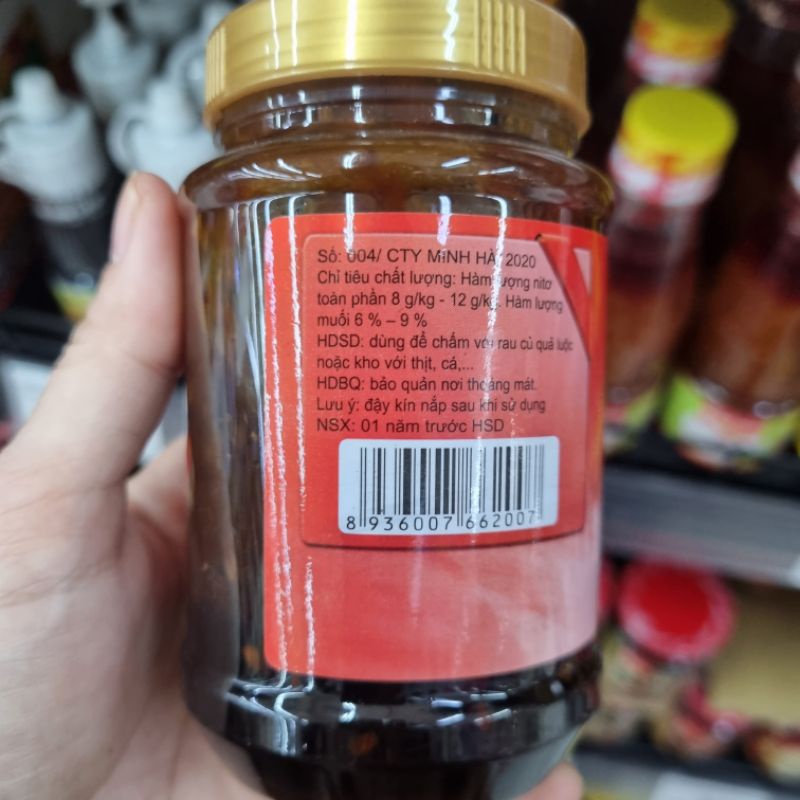 Số: 004/ CTY MINH HÀ/ 2020
Chỉ tiêu chất lượng: Hàm lượng nitơ
toàn phần 8 g/kg - 12 g/kg. Hàm lượng
muối 6 % – 9 %
HDSD: dùng để chấm với rau củ quả luộc
hoặc kho với thịt, cá,...
HDBQ: bảo quản nơi thoáng mát.
Lưu ý: đậy kín nắp sau khi sử dụng
NSX: 01 năm trước HSD
8 936007 662007